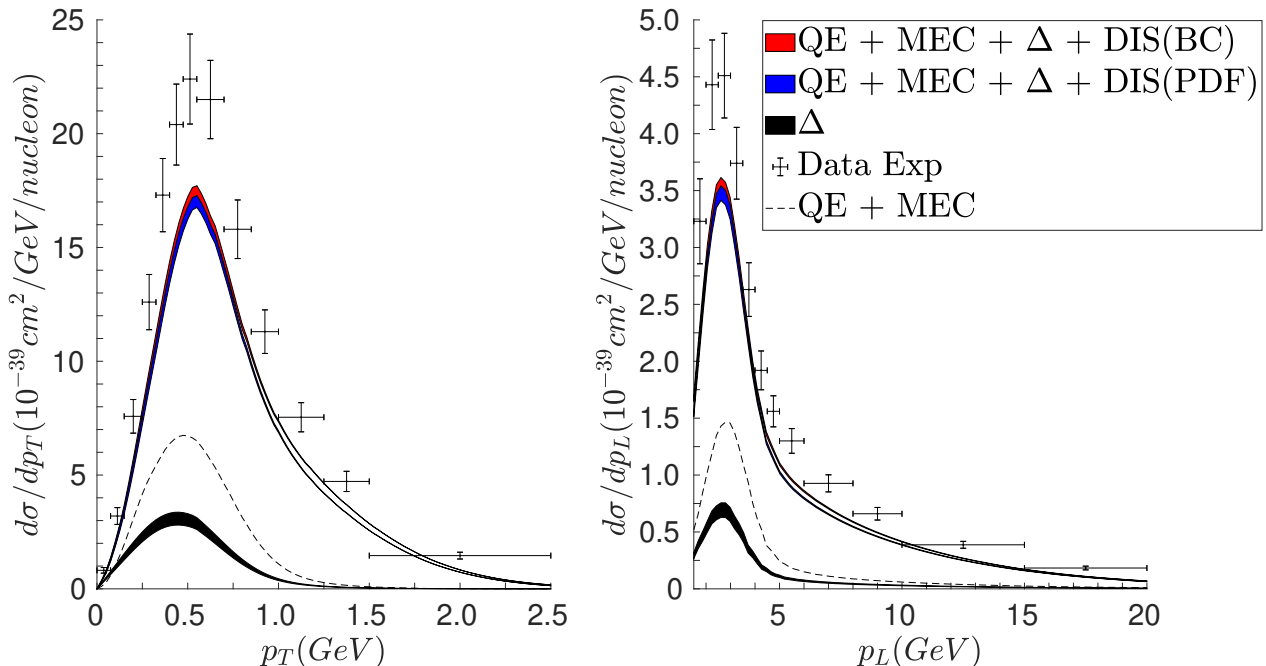 25
20
15
10
5
0
dσ/dp_T(10^{-39}cm^2/GeV/nucleon)
0 0.5 1.0 1.5 2.0 2.5
p_T(GeV)
5.0
4.5
4.0
3.5
3.0
2.5
2.0
1.5
1.0
0.5
0
dσ/dp_L(10^{-39}cm^2/GeV/nucleon)
5 10 15 20
p_L(GeV)
QE + MEC + Δ + DIS(BC)
QE + MEC + Δ + DIS(PDF)
Δ
Data Exp
QE + MEC